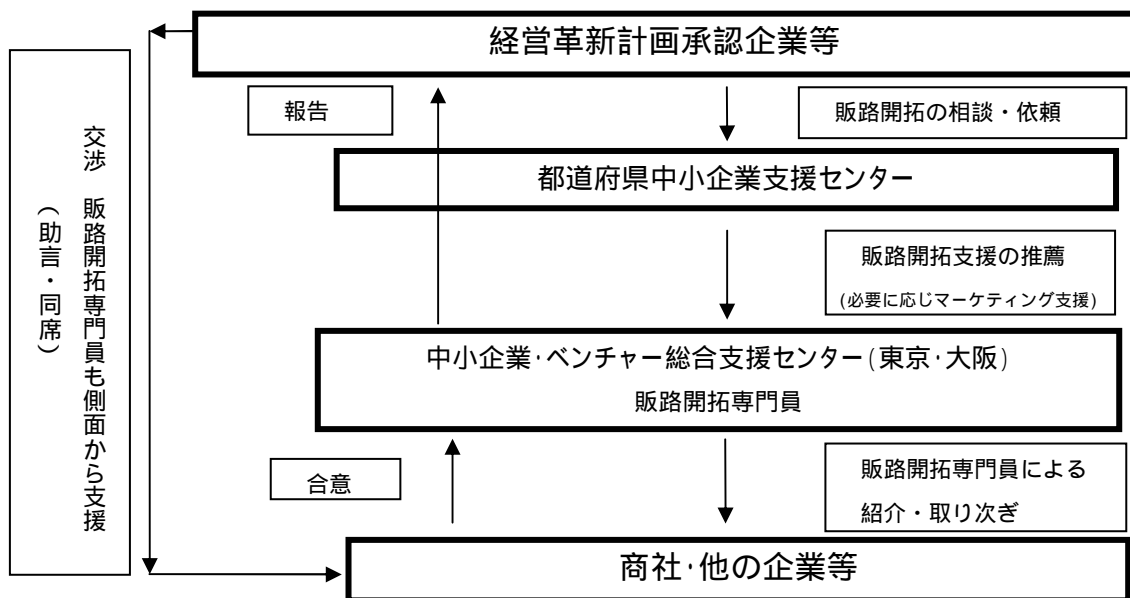 経営革新計画承認企業等
報告
販路開拓の相談・依頼
都道府県中小企業支援センター
販路開拓支援の推薦
(必要に応じマーケティング支援)
中小企業･ベンチャー総合支援センター(東京･大阪)
販路開拓専門員
合意
販路開拓専門員による
紹介・取り次ぎ
商社･他の企業等
交渉 販路開拓専門員も側面から支援
（助言・同席）